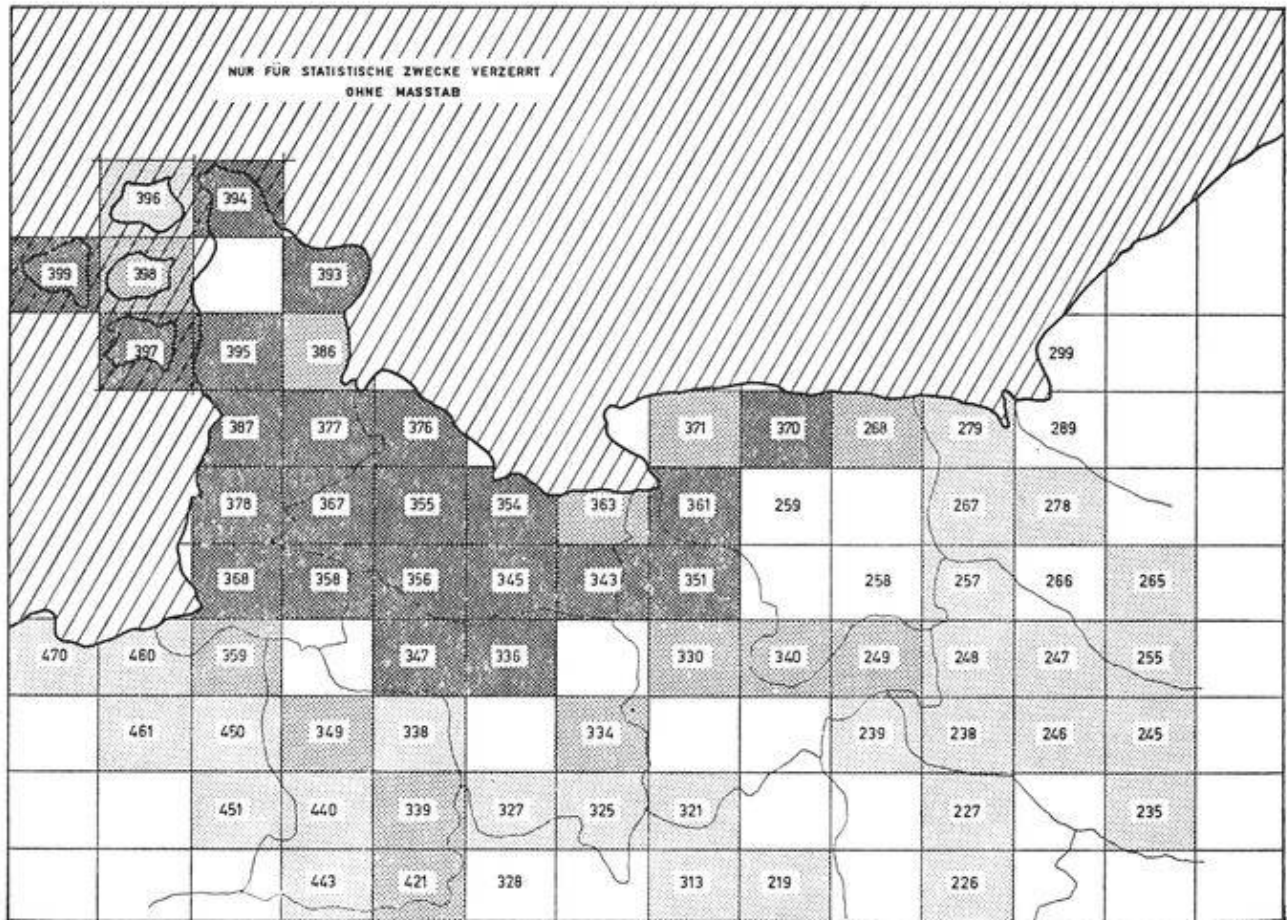 NUR FÜR STATISTISCHE ZWECKE VERZERRT
OHNE MASSTAB
396 394
399 398 393
397 395 386 299
387 377 376 371 370 268 279 289
378 367 355 354 363 361 259 267 278
368 358 356 345 343 351 258 257 266 265
470 460 359 347 336 330 340 249 248 247 255
461 450 349 338 334 239 238 246 245
451 440 339 327 325 321 227 235
443 421 328 313 219 226